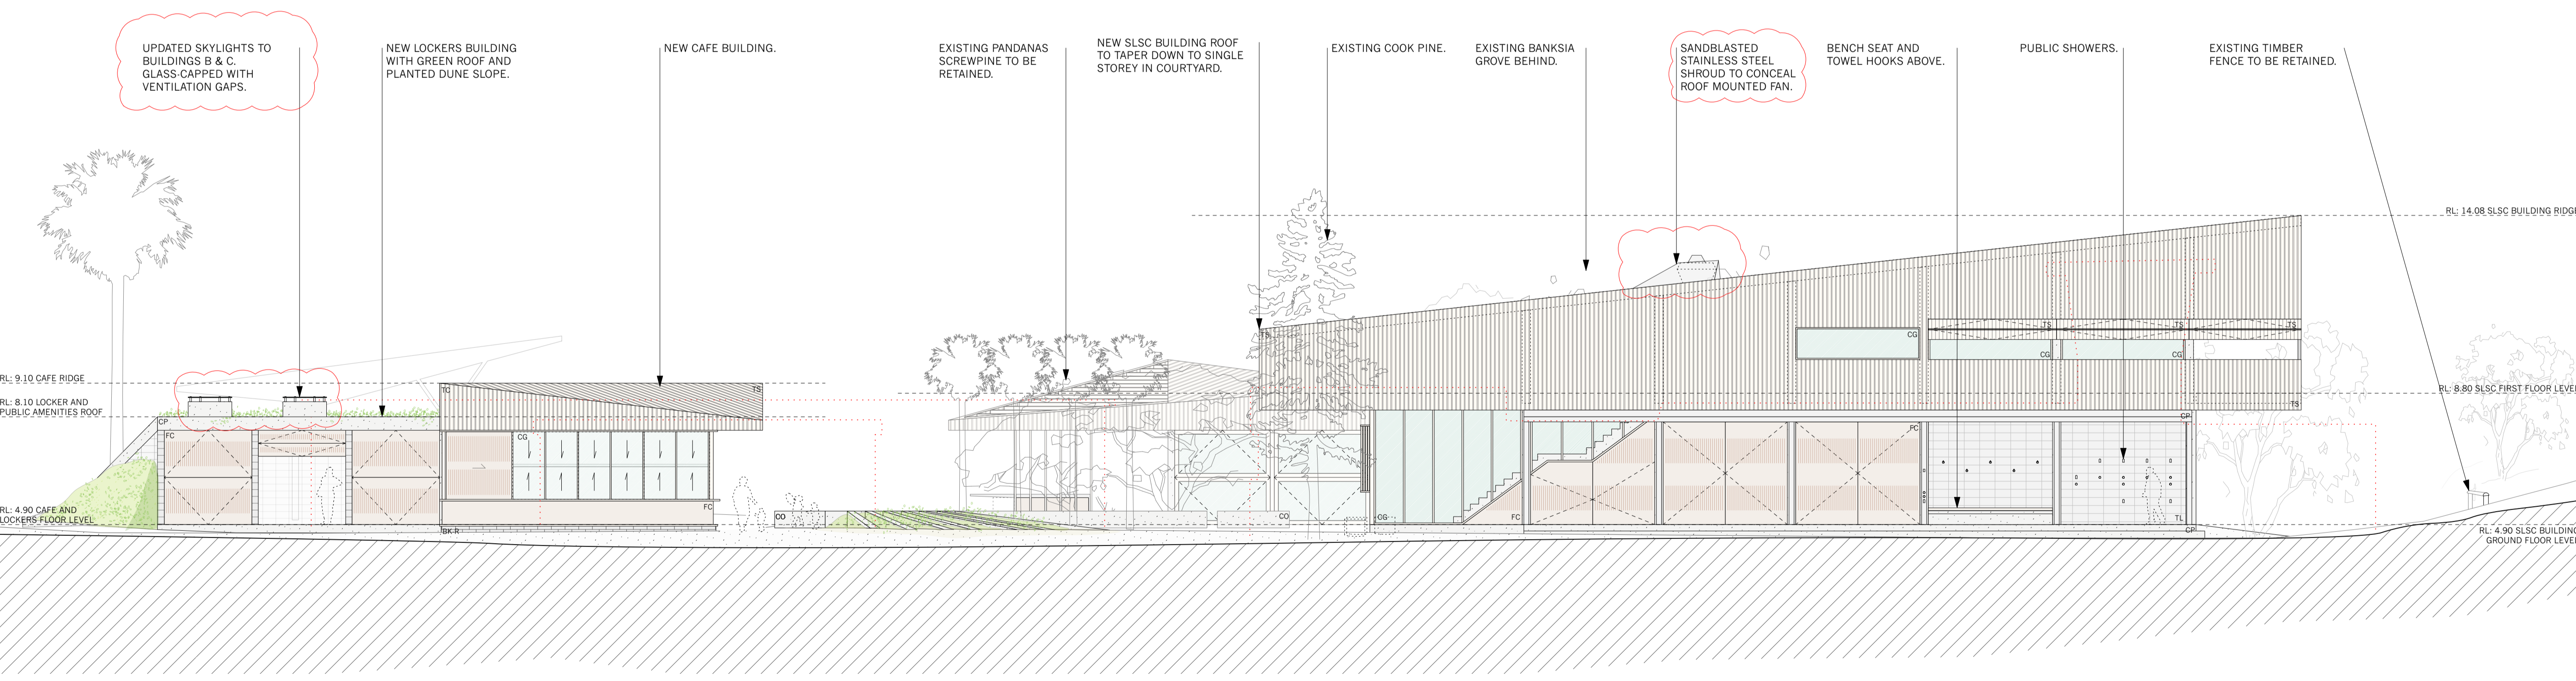 UPDATED SKYLIGHTS TO
BUILDINGS B & C.
GLASS-CAPPED WITH
VENTILATION GAPS.
NEW LOCKERS BUILDING
WITH GREEN ROOF AND
PLANTED DUNE SLOPE.
NEW CAFE BUILDING.
EXISTING PANDANAS
SCREWPINE TO BE
RETAINED.
NEW SLSC BUILDING ROOF
TO TAPER DOWN TO SINGLE
STOREY IN COURTYARD.
EXISTING COOK PINE.
EXISTING BANKSIA
GROVE BEHIND.
SANDBLASTED
STAINLESS STEEL
SHROUD TO CONCEAL
ROOF MOUNTED FAN.
BENCH SEAT AND
TOWEL HOOKS ABOVE.
PUBLIC SHOWERS.
EXISTING TIMBER
FENCE TO BE RETAINED.
RL: 14.08 SLSC BUILDING RIDGE
TS
CG
TS
TS
TS
CG
CG
RL: 9.10 CAFE RIDGE
TC
TS
RL: 8.80 SLSC FIRST FLOOR LEVEL
RL: 8.10 LOCKER AND
PUBLIC AMENITIES ROOF
TS
CP
CP
FC
CG
FC
RL: 4.90 CAFE AND
LOCKERS FLOOR LEVEL
FC
CO
CO
CG
FC
TL
BK-R
CP
RL: 4.90 SLSC BUILDING
GROUND FLOOR LEVEL